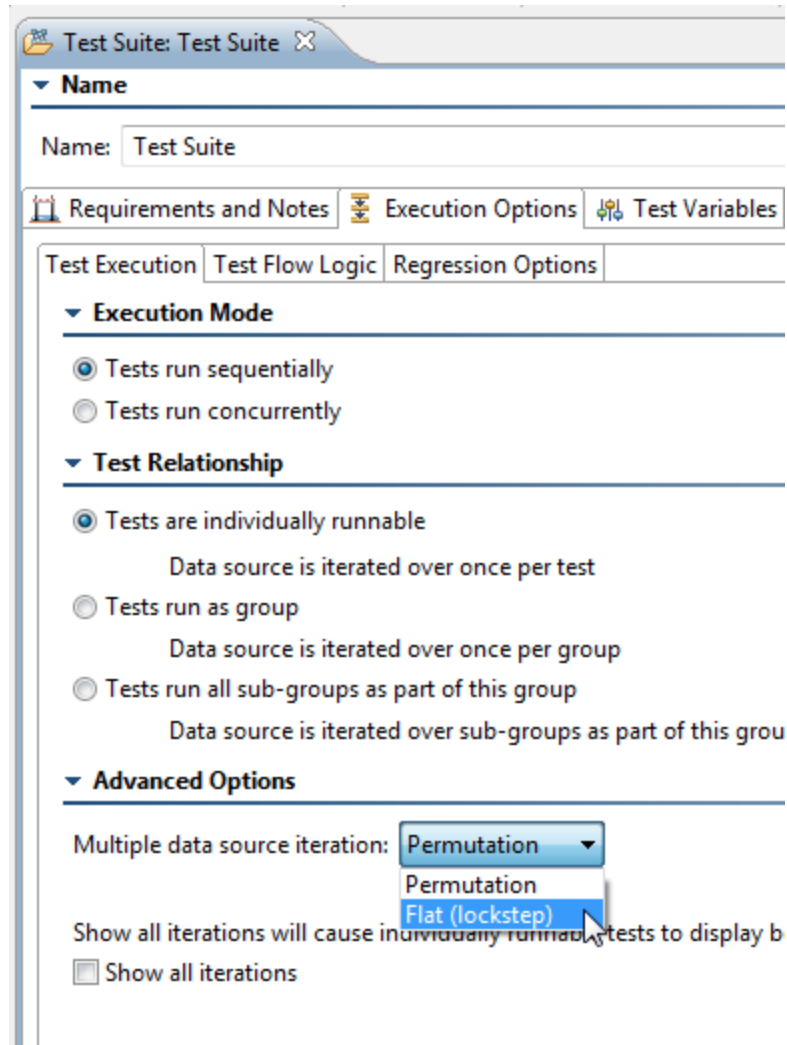 Test Suite: Test Suite
Name
Name: Test Suite
Requirements and Notes Execution Options Test Variables
Test Execution Test Flow Logic Regression Options
Execution Mode
Tests run sequentially
Tests run concurrently
Test Relationship
Tests are individually runnable
Data source is iterated over once per test
Tests run as group
Data source is iterated over once per group
Tests run all sub-groups as part of this group
Data source is iterated over sub-groups as part of this grou
Advanced Options
Multiple data source iteration: Permutation
Permutation
Flat (lockstep)
Show all iterations will cause individually runnable tests to display b
Show all iterations